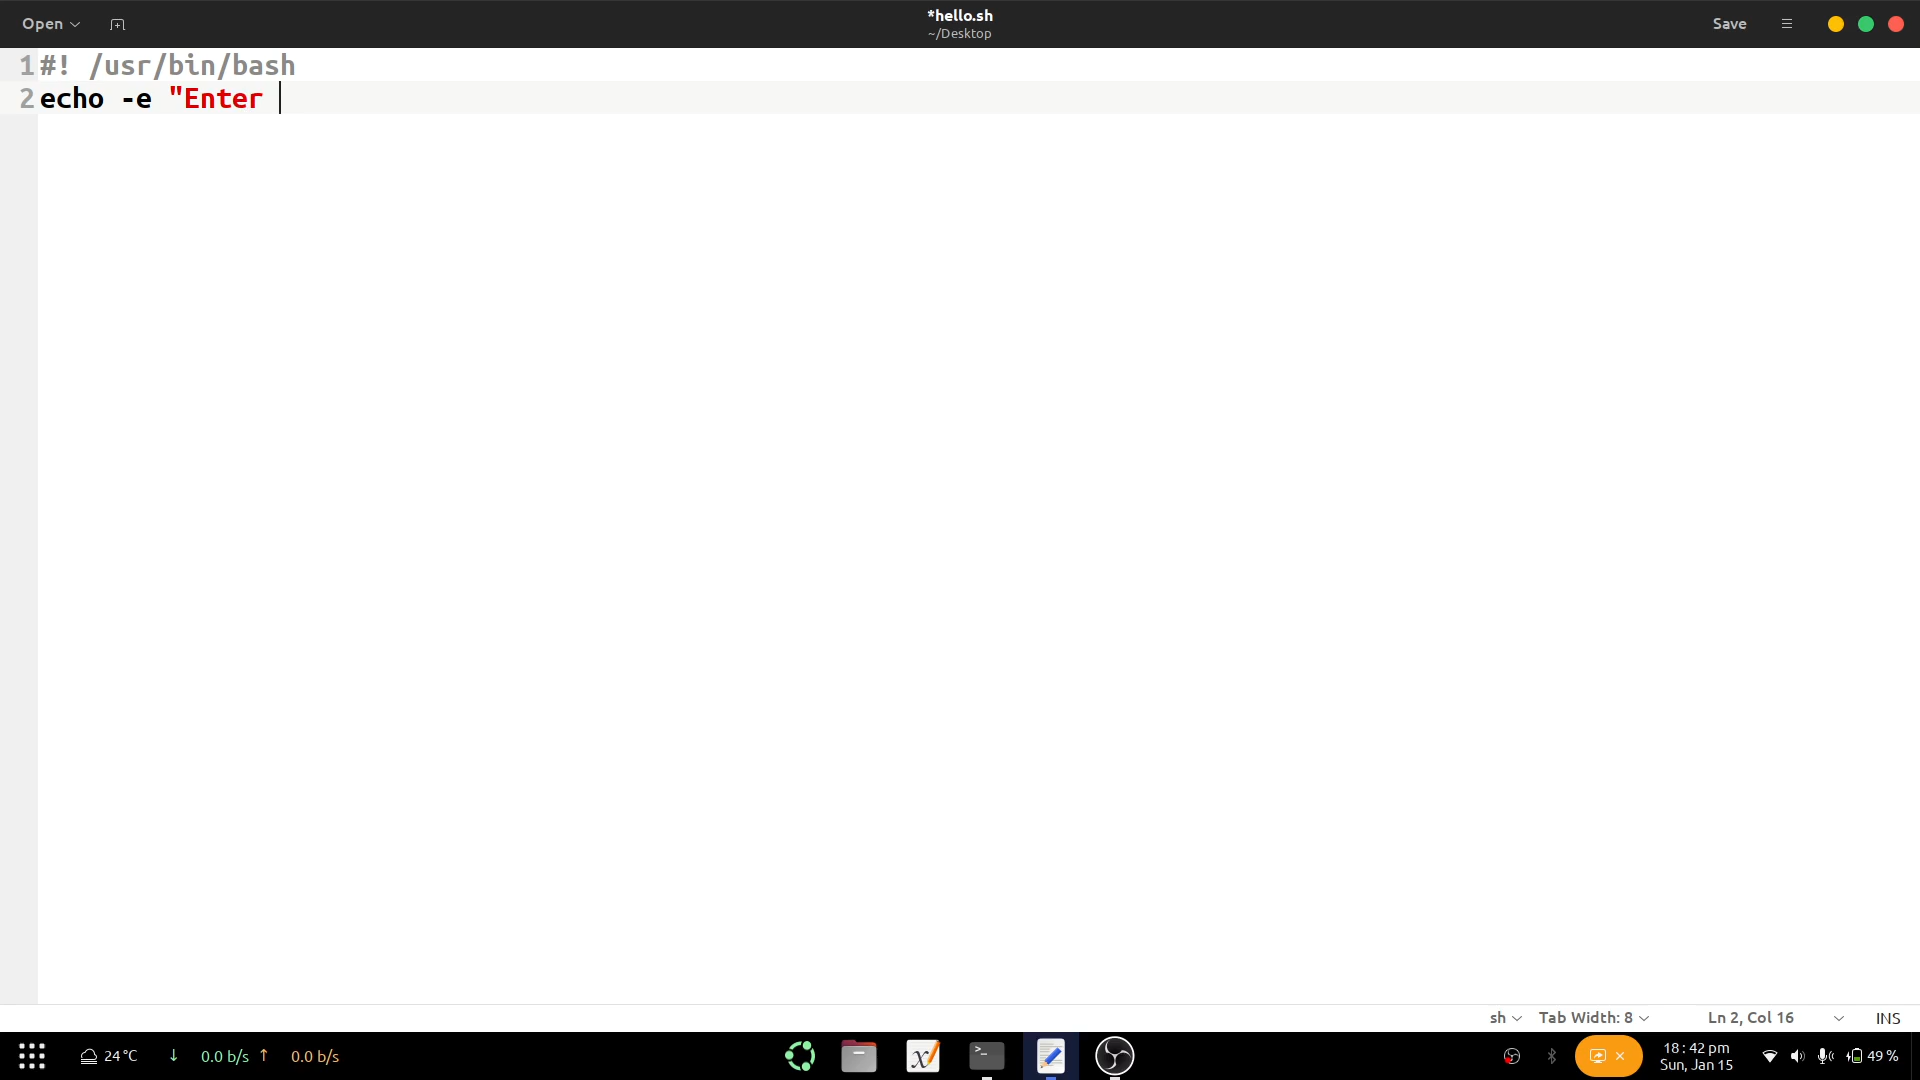 Open
*hello.sh
~/Desktop
Save
1 #! /usr/bin/bash
2 echo -e "Enter
sh
Tab Width: 8
Ln 2, Col 16
INS
24 °C
↓ 0.0 b/s ↑ 0.0 b/s
18 : 42 pm
Sun, Jan 15
49 %